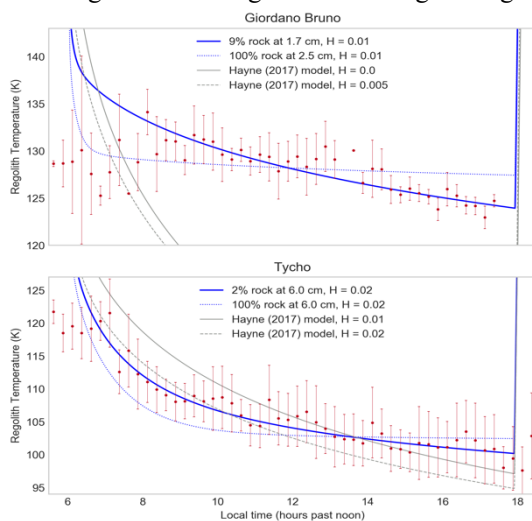 Giordano Bruno
9% rock at 1.7 cm, H = 0.01
100% rock at 2.5 cm, H = 0.01
Hayne (2017) model, H = 0.0
Hayne (2017) model, H = 0.005
Regolith Temperature (K)
140
135
130
125
120
Tycho
2% rock at 6.0 cm, H = 0.02
100% rock at 6.0 cm, H = 0.02
Hayne (2017) model, H = 0.01
Hayne (2017) model, H = 0.02
Regolith Temperature (K)
125
120
115
110
105
100
95
6 8 10 12 14 16 18
Local time (hours past noon)